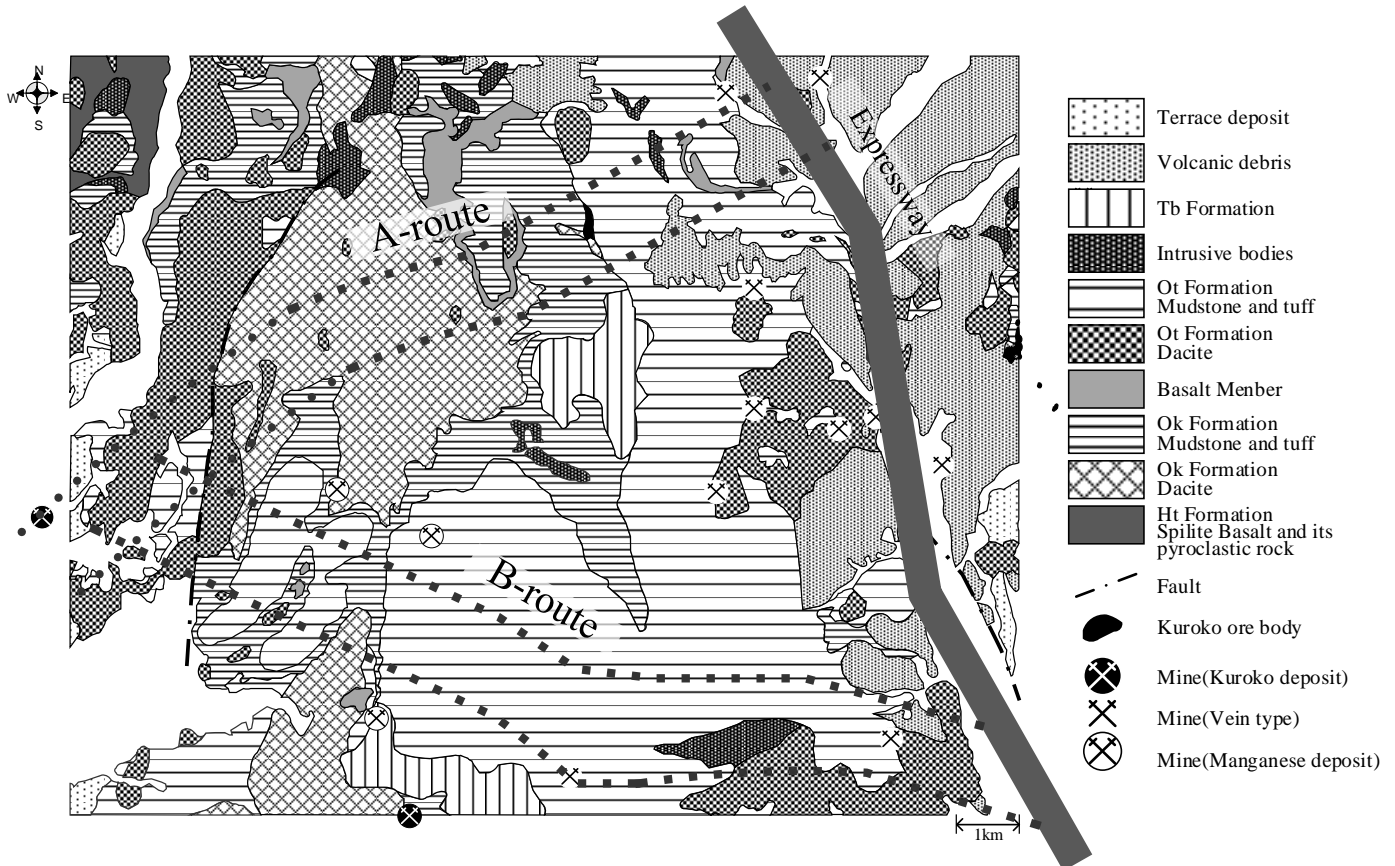 N
W E
S
A-route
B-route
Expressway
1km
Terrace deposit
Volcanic debris
Tb Formation
Intrusive bodies
Ot Formation
Mudstone and tuff
Ot Formation
Dacite
Basalt Menber
Ok Formation
Mudstone and tuff
Ok Formation
Dacite
Ht Formation
Spilite Basalt and its
pyroclastic rock
Fault
Kuroko ore body
Mine(Kuroko deposit)
Mine(Vein type)
Mine(Manganese deposit)